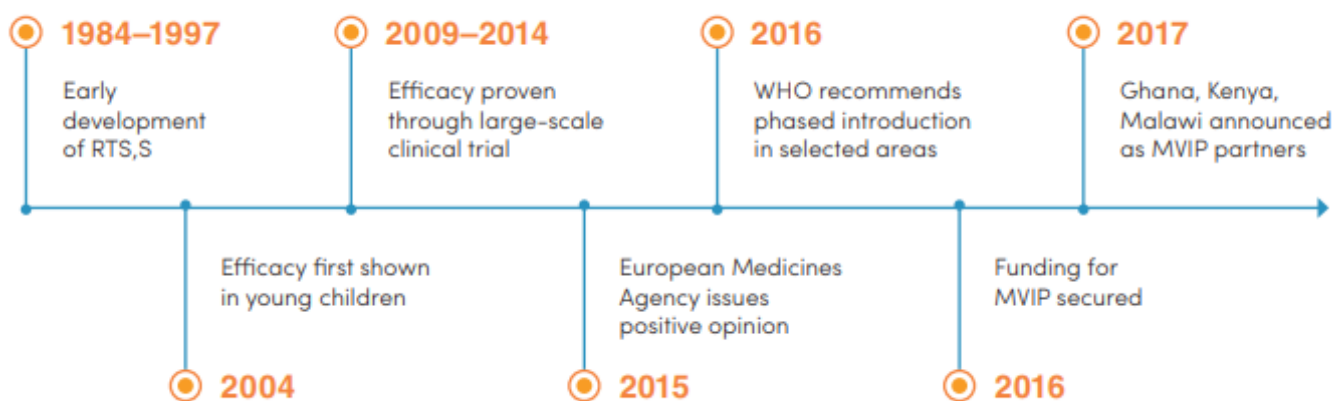 1984–1997
Early
development
of RTS,S
2004
Efficacy first shown
in young children
2009–2014
Efficacy proven
through large-scale
clinical trial
2015
European Medicines
Agency issues
positive opinion
2016
WHO recommends
phased introduction
in selected areas
2016
Funding for
MVIP secured
2017
Ghana, Kenya,
Malawi announced
as MVIP partners